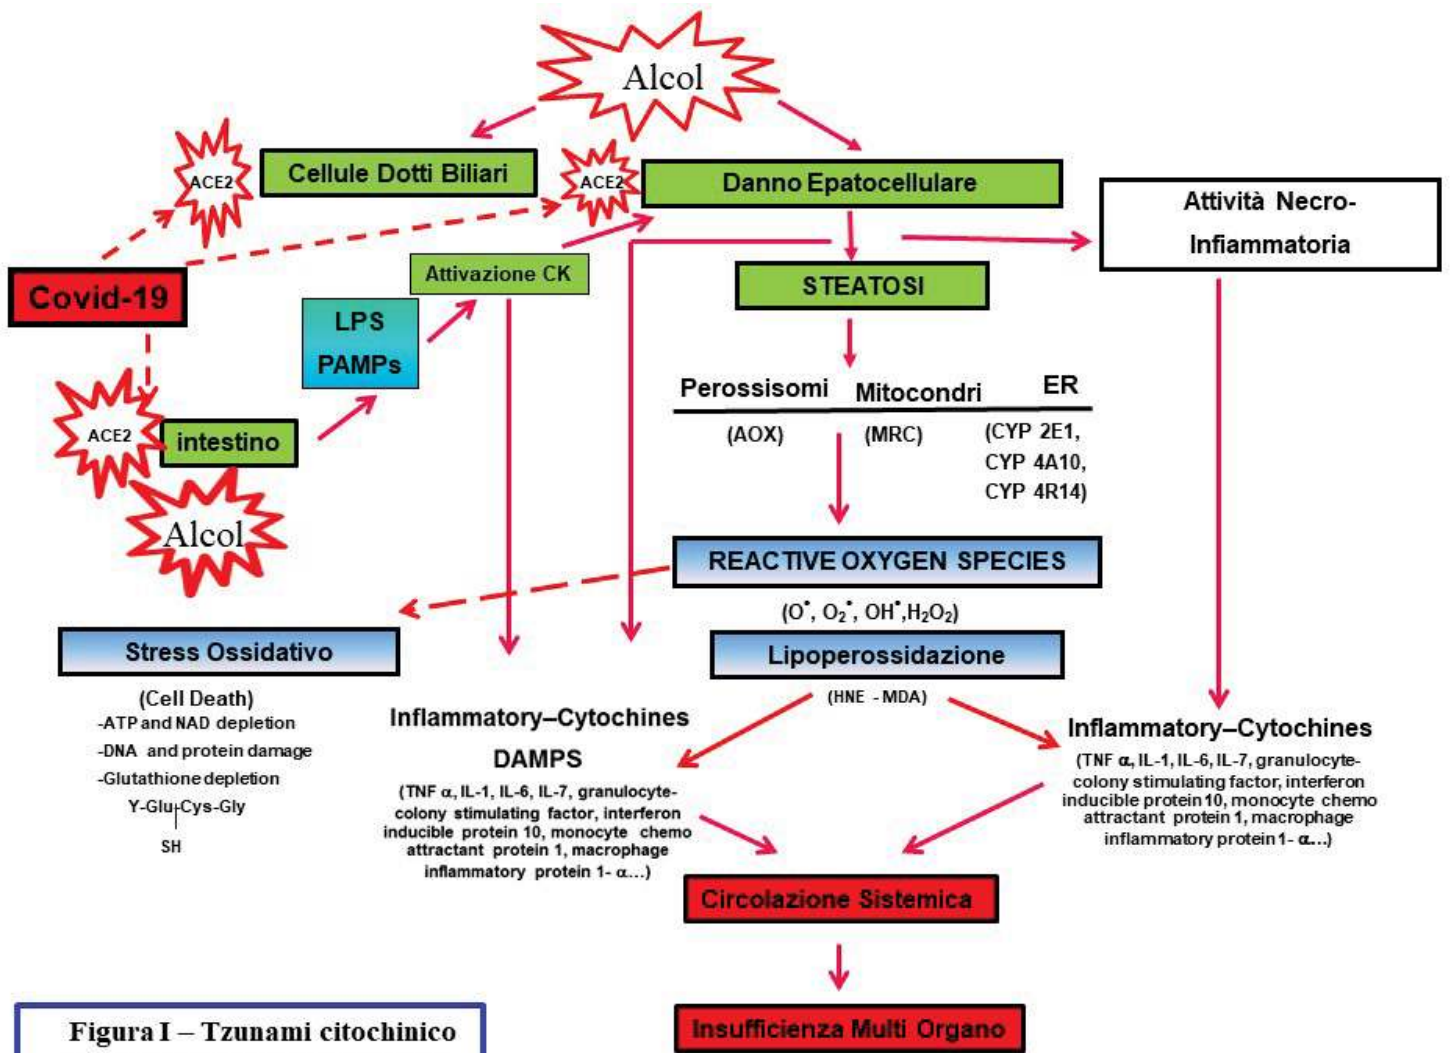 Alcol
ACE2
Cellule Dotti Biliari
ACE2
Danno Epatocellulare
Attività Necro-
Infiammatoria
Covid-19
Attivazione CK
STEATOSI
LPS
PAMPs
Perossisomi
Mitocondri
ER
(AOX)
(MRC)
(CYP 2E1,
CYP 4A10,
CYP 4R14)
ACE2
intestino
Alcol
REACTIVE OXYGEN SPECIES
(O•, O₂•, OH•,H₂O₂)
Stress Ossidativo
Lipoperossidazione
(HNE - MDA)
(Cell Death)
-ATP and NAD depletion
-DNA and protein damage
-Glutathione depletion
Y-Glu-Cys-Gly
SH
Inflammatory–Cytochines
DAMPS
(TNF α, IL-1, IL-6, IL-7, granulocyte-
colony stimulating factor, interferon
inducible protein 10, monocyte chemo
attractant protein 1, macrophage
inflammatory protein 1- α...)
Inflammatory–Cytochines
(TNF α, IL-1, IL-6, IL-7, granulocyte-
colony stimulating factor, interferon
inducible protein 10, monocyte chemo
attractant protein 1, macrophage
inflammatory protein 1- α...)
Circolazione Sistemica
Insufficienza Multi Organo
Figura I – Tzunami citochinico